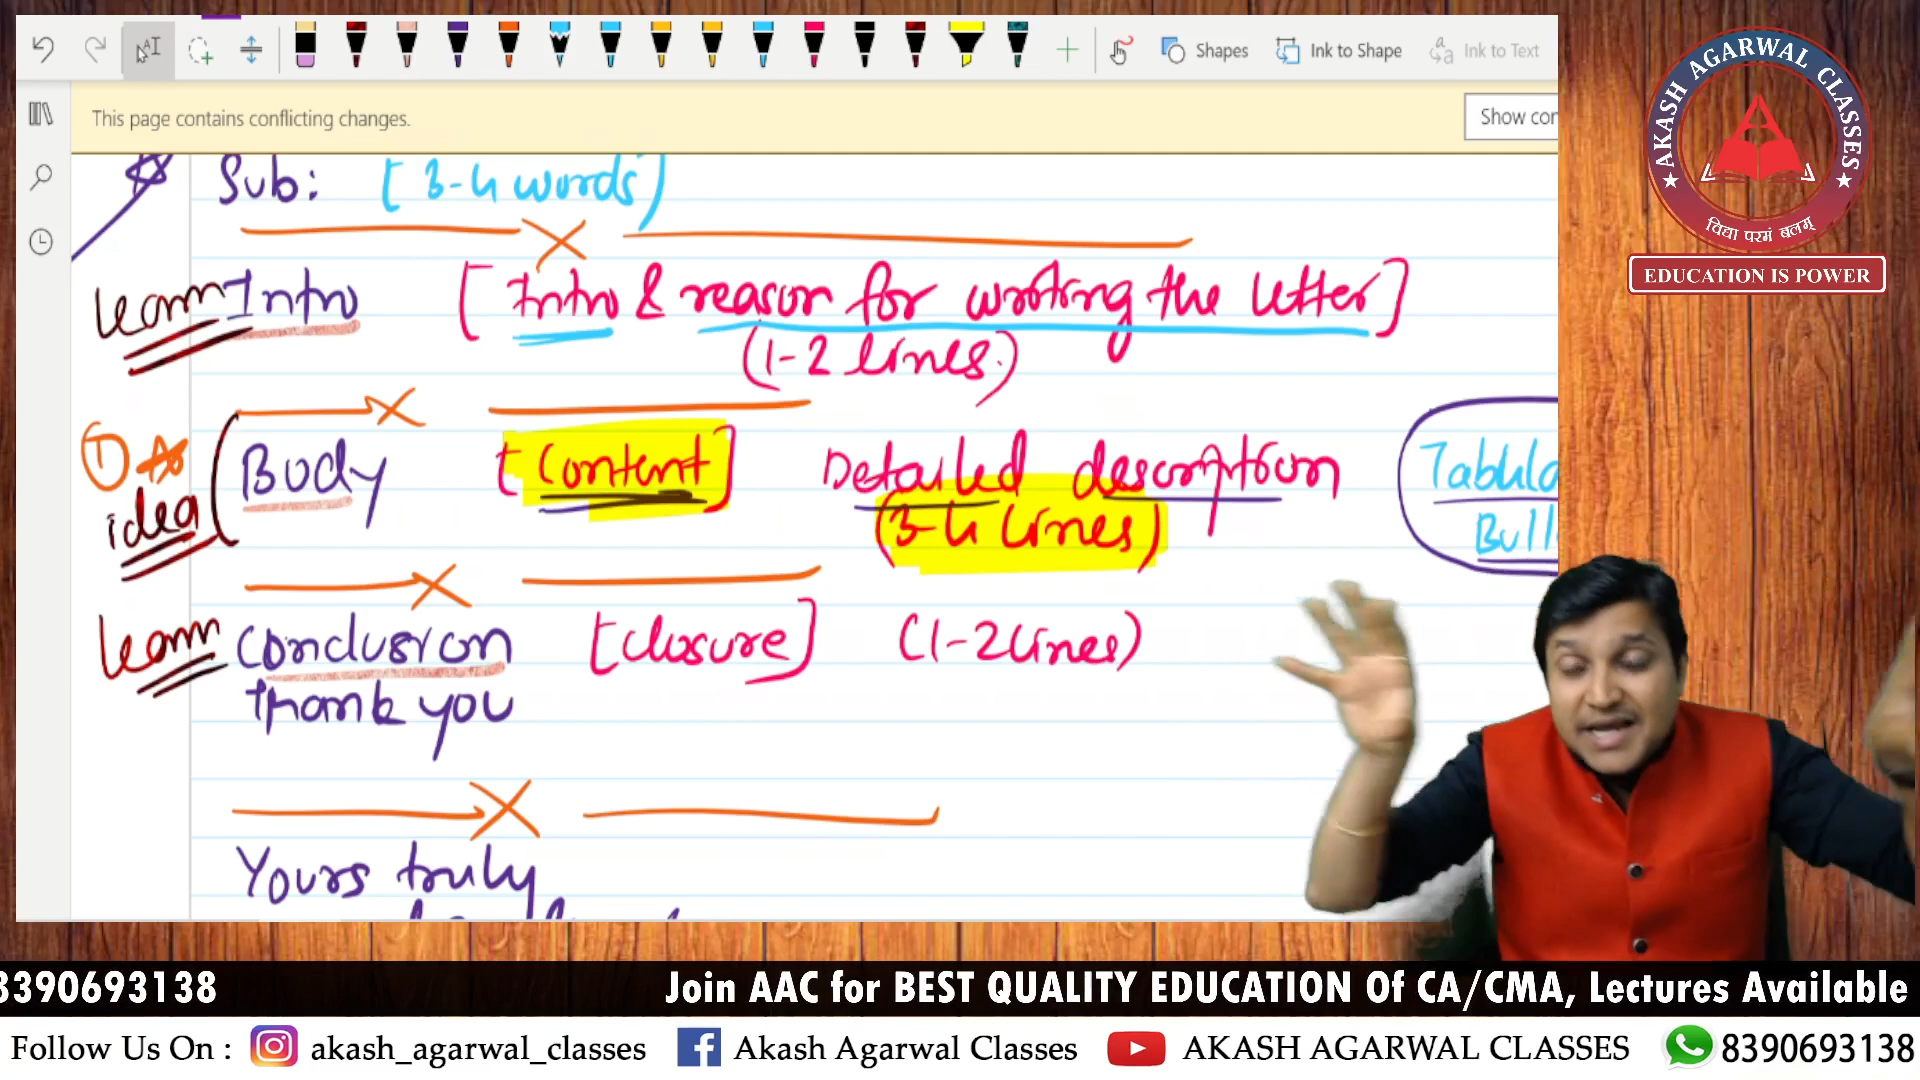 Shapes
Ink to Shape
Ink to Text
This page contains conflicting changes.
Show con
Sub: [3-4 words]
learn Intro [Intro & reason for writing the letter]
(1-2 lines.)
1 Body [Content] Detailed description Tabula
idea (3-4 lines) Bull
learn Conclusion [closure] (1-2 lines)
Thank you
Yours truly
AKASH AGARWAL CLASSES
विद्या परमं बलम्
EDUCATION IS POWER
8390693138 Join AAC for BEST QUALITY EDUCATION Of CA/CMA, Lectures Available
Follow Us On : akash_agarwal_classes Akash Agarwal Classes AKASH AGARWAL CLASSES 8390693138